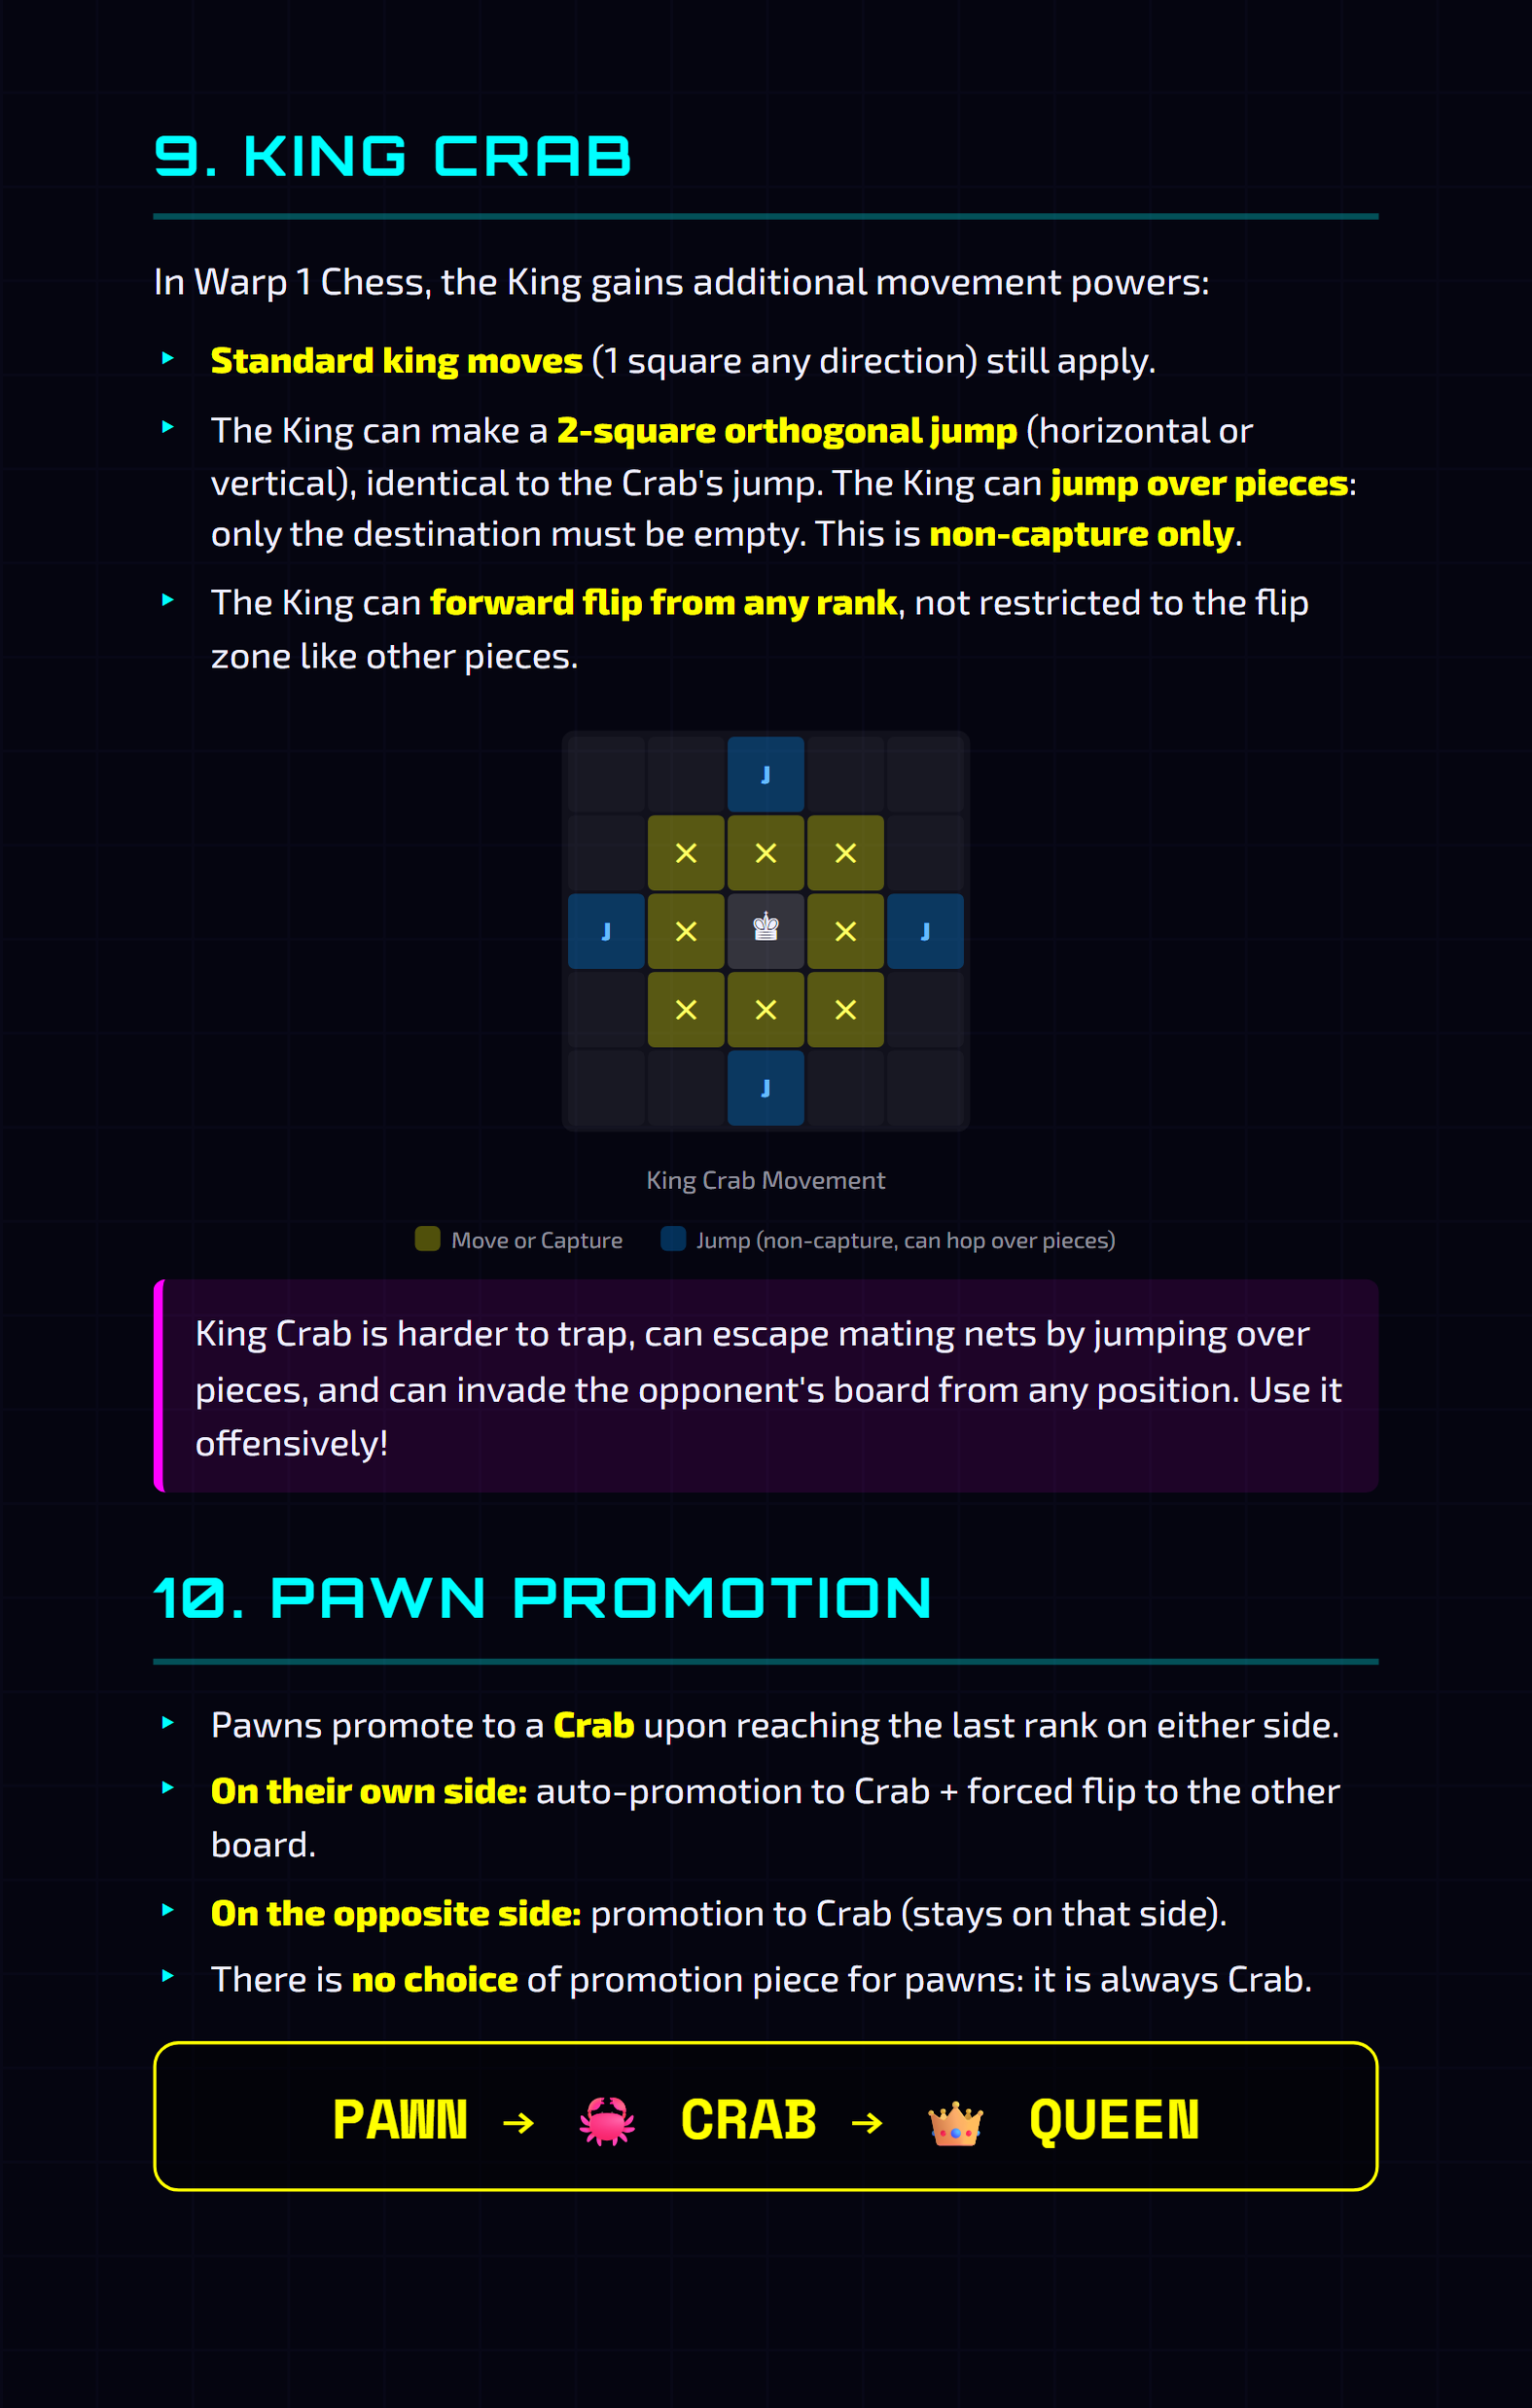 9. KING CRAB
In Warp 1 Chess, the King gains additional movement powers:
‣ Standard king moves (1 square any direction) still apply.
‣ The King can make a 2-square orthogonal jump (horizontal or
vertical), identical to the Crab's jump. The King can jump over pieces:
only the destination must be empty. This is non-capture only.
‣ The King can forward flip from any rank, not restricted to the flip
zone like other pieces.
J
× × ×
J × ♚ × J
× × ×
J
King Crab Movement
Move or Capture Jump (non-capture, can hop over pieces)
King Crab is harder to trap, can escape mating nets by jumping over
pieces, and can invade the opponent's board from any position. Use it
offensively!
10. PAWN PROMOTION
‣ Pawns promote to a Crab upon reaching the last rank on either side.
‣ On their own side: auto-promotion to Crab + forced flip to the other
board.
‣ On the opposite side: promotion to Crab (stays on that side).
‣ There is no choice of promotion piece for pawns: it is always Crab.
PAWN → 🦀 CRAB → 👑 QUEEN